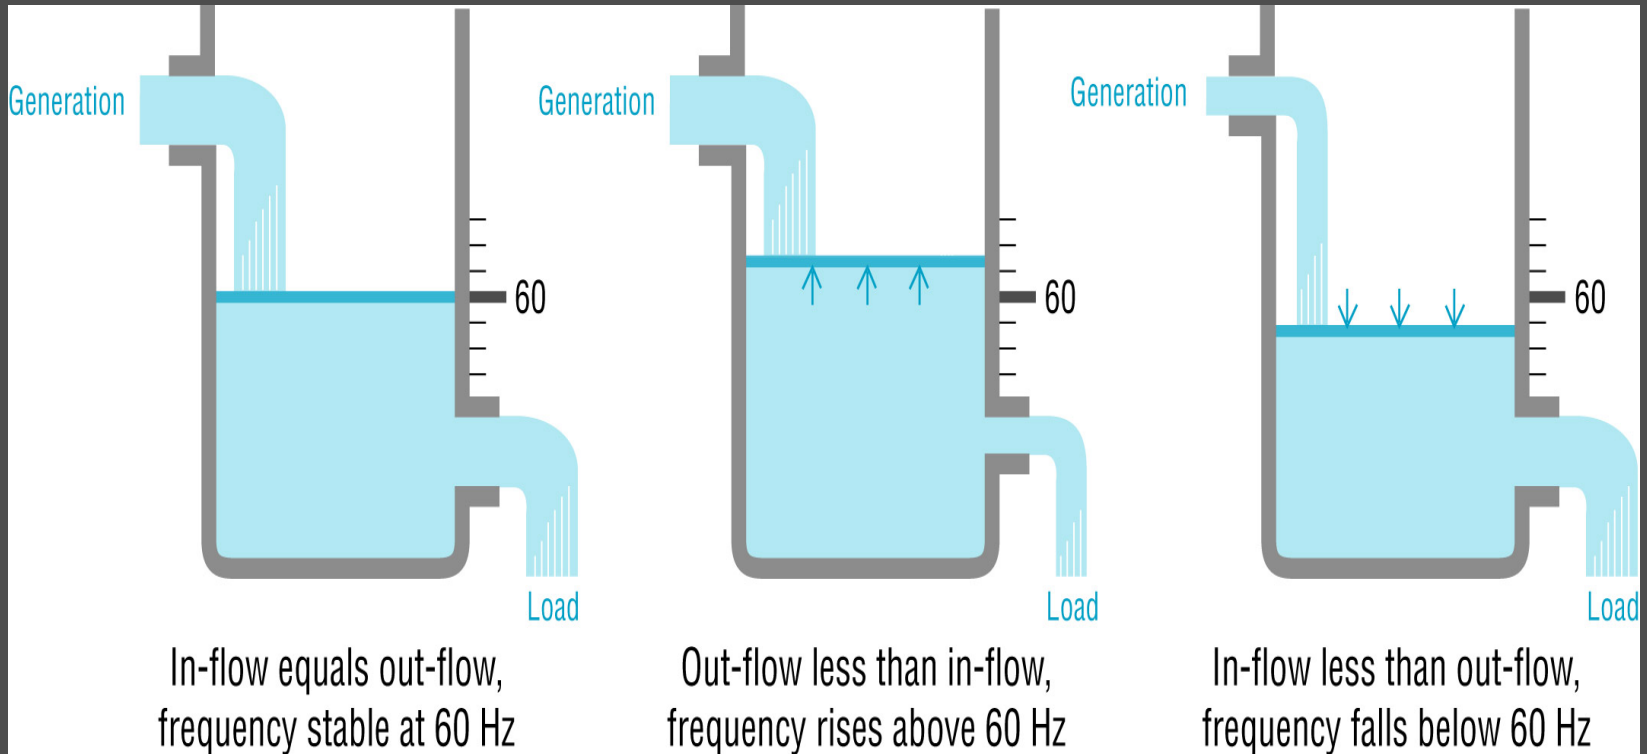 Generation
60
Load
In-flow equals out-flow,
frequency stable at 60 Hz
Generation
60
Load
Out-flow less than in-flow,
frequency rises above 60 Hz
Generation
60
Load
In-flow less than out-flow,
frequency falls below 60 Hz